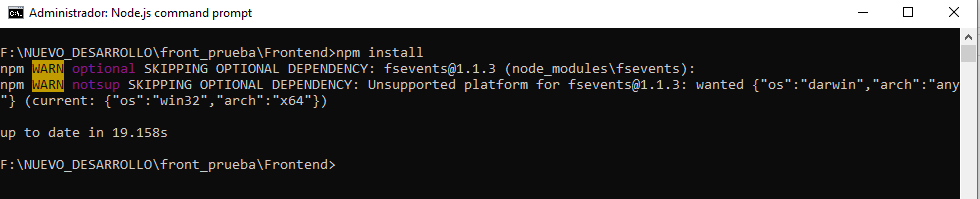 Administrador: Node.js command prompt
F:\NUEVO_DESARROLLO\front_prueba\Frontend>npm install
npm WARN optional SKIPPING OPTIONAL DEPENDENCY: fsevents@1.1.3 (node_modules\fsevents):
npm WARN notsup SKIPPING OPTIONAL DEPENDENCY: Unsupported platform for fsevents@1.1.3: wanted {"os":"darwin","arch":"any
"} (current: {"os":"win32","arch":"x64"})
up to date in 19.158s
F:\NUEVO_DESARROLLO\front_prueba\Frontend>